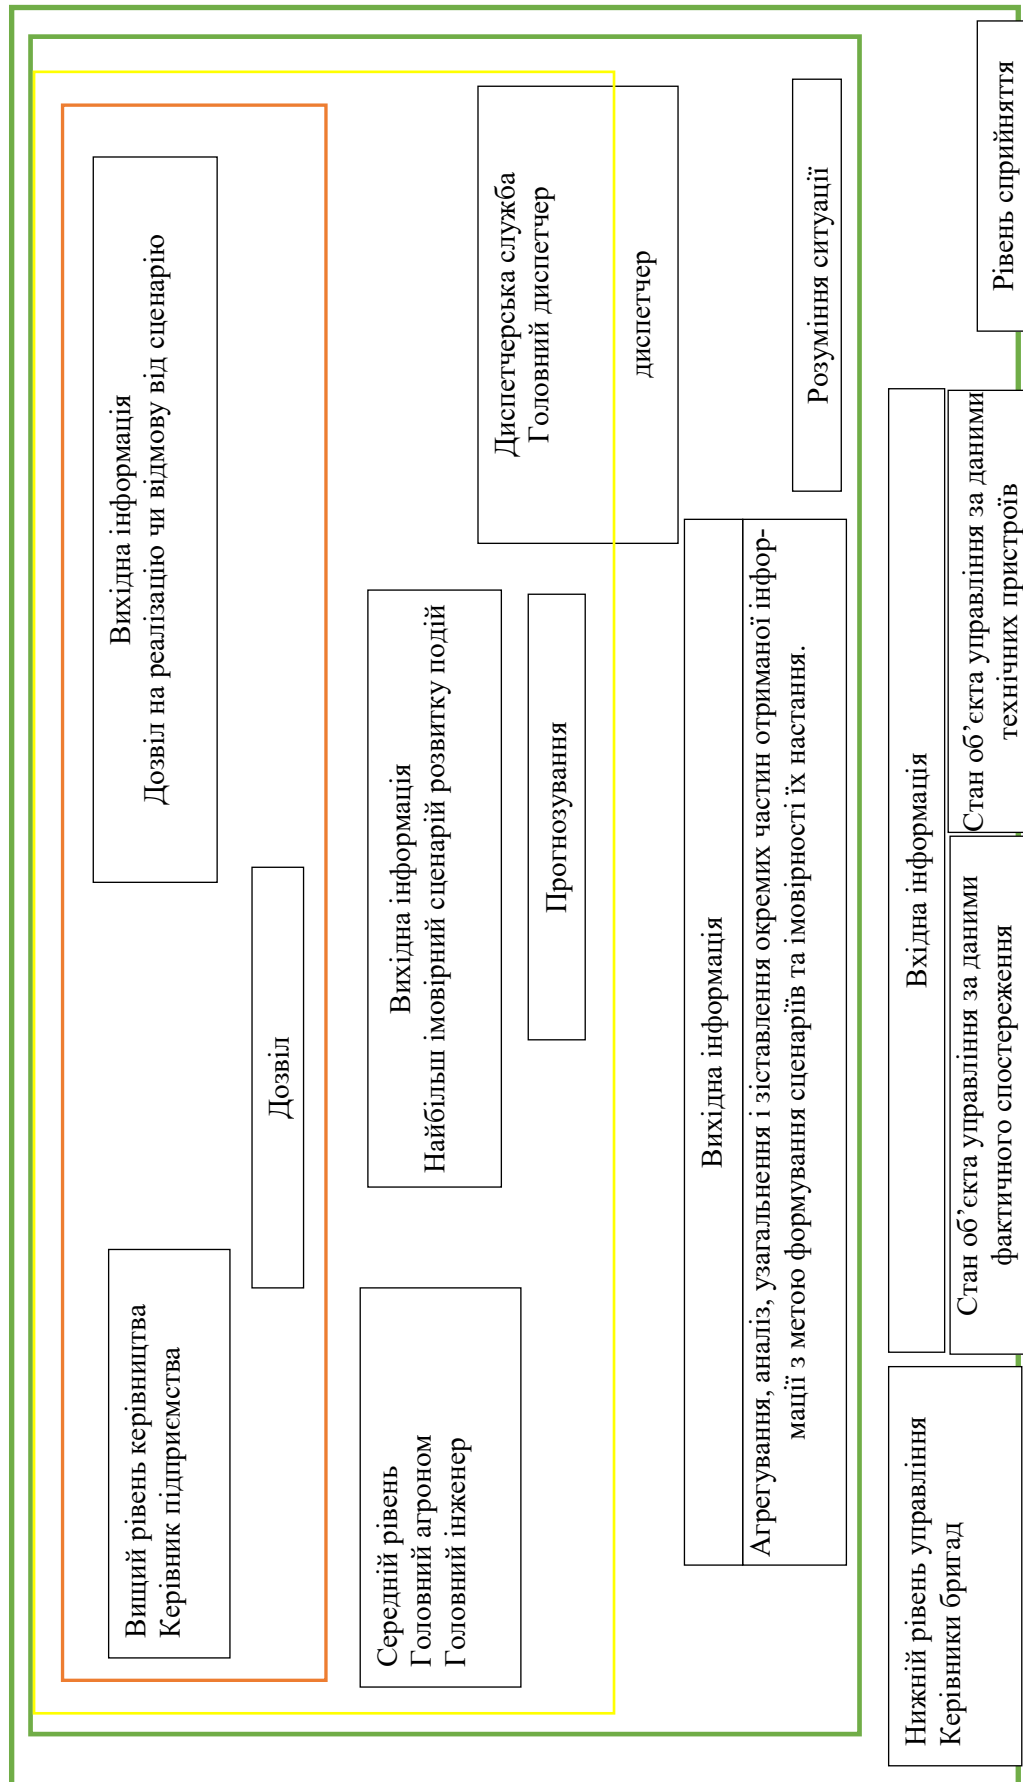 Вищий рівень керівництва
Керівник підприємства
Вихідна інформація
Дозвіл на реалізацію чи відмову від сценарію
Дозвіл
Середній рівень
Головний агроном
Головний інженер
Вихідна інформація
Найбільш імовірний сценарій розвитку подій
Прогнозування
Диспетчерська служба
Головний диспетчер
диспетчер
Вихідна інформація
Агрегування, аналіз, узагальнення і зіставлення окремих частин отриманої інфор-
мації з метою формування сценаріїв та імовірності їх настання.
Розуміння ситуації
Нижній рівень управління
Керівники бригад
Вхідна інформація
Стан об’єкта управління за даними
фактичного спостереження
Стан об’єкта управління за даними
технічних пристроїв
Рівень сприйняття